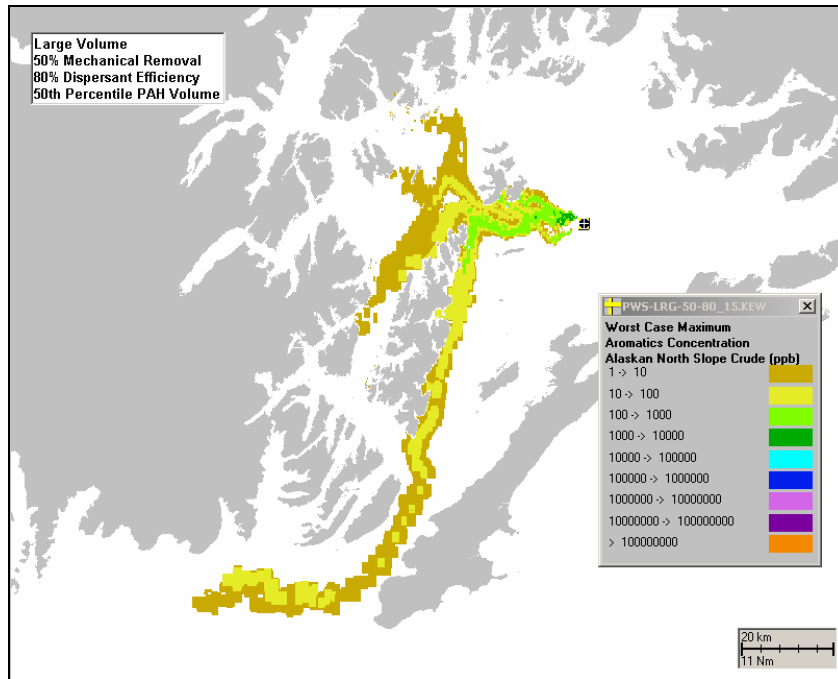 Large Volume
50% Mechanical Removal
80% Dispersant Efficiency
50th Percentile PAH Volume
PWS-LRG-50-80_15.KEW
Worst Case Maximum
Aromatics Concentration
Alaskan North Slope Crude (ppb)
1 -> 10
10 -> 100
100 -> 1000
1000 -> 10000
10000 -> 100000
100000 -> 1000000
1000000 -> 10000000
10000000 -> 100000000
> 100000000
20 km
11 Nm